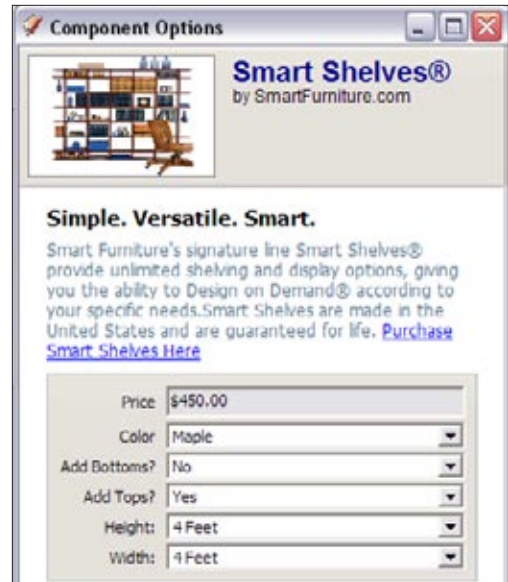 Component Options
Smart Shelves®
by SmartFurniture.com
Simple. Versatile. Smart.
Smart Furniture's signature line Smart Shelves®
provide unlimted shelving and display options, giving
you the ability to Design on Demand® according to
your specific needs.Smart Shelves are made in the
United States and are guaranteed for life. Purchase
Smart Shelves Here
Price $450.00
Color Maple
Add Bottoms? No
Add Tops? Yes
Height: 4 Feet
Width: 4 Feet